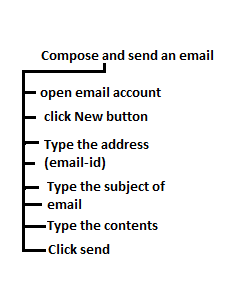 Compose and send an email
open email account
click New button
Type the address
(email-id)
Type the subject of
email
Type the contents
Click send